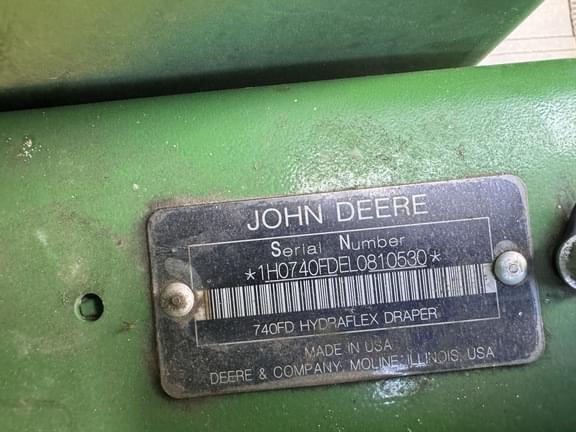 JOHN DEERE
Serial Number
*1H0740FDEL0810530*
740FD HYDRAFLEX DRAPER
MADE IN USA
DEERE & COMPANY MOLINE, ILLINOIS, USA